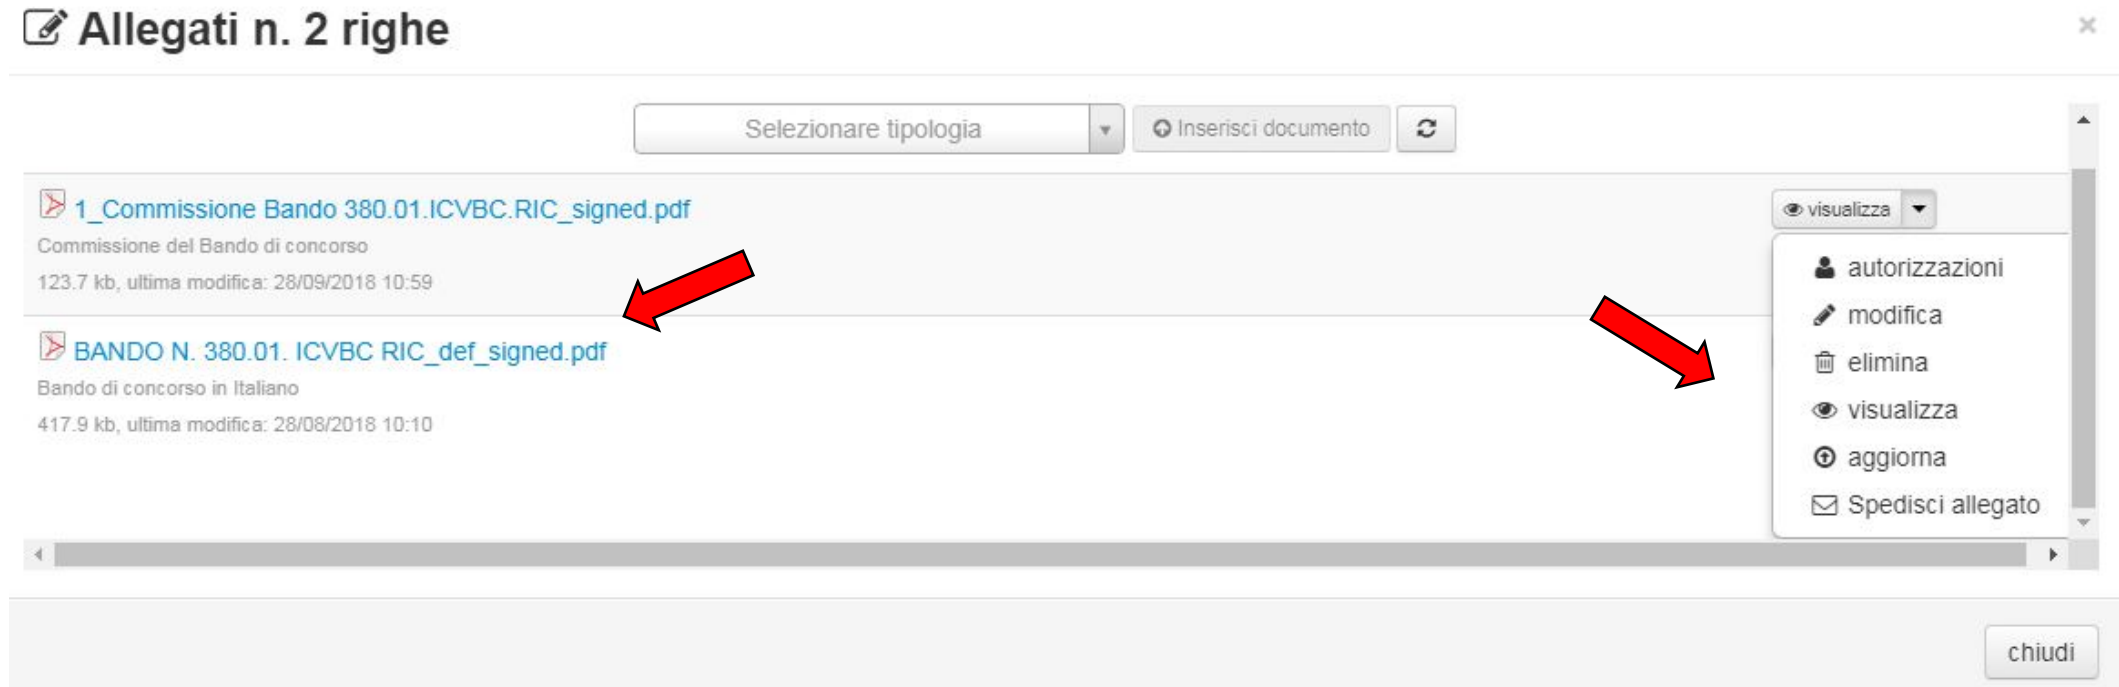 Allegati n. 2 righe
×
Selezionare tipologia
Inserisci documento
1_Commissione Bando 380.01.ICVBC.RIC_signed.pdf
visualizza
Commissione del Bando di concorso
123.7 kb, ultima modifica: 28/09/2018 10:59
BANDO N. 380.01. ICVBC RIC_def_signed.pdf
Bando di concorso in Italiano
417.9 kb, ultima modifica: 28/08/2018 10:10
autorizzazioni
modifica
elimina
visualizza
aggiorna
Spedisci allegato
chiudi